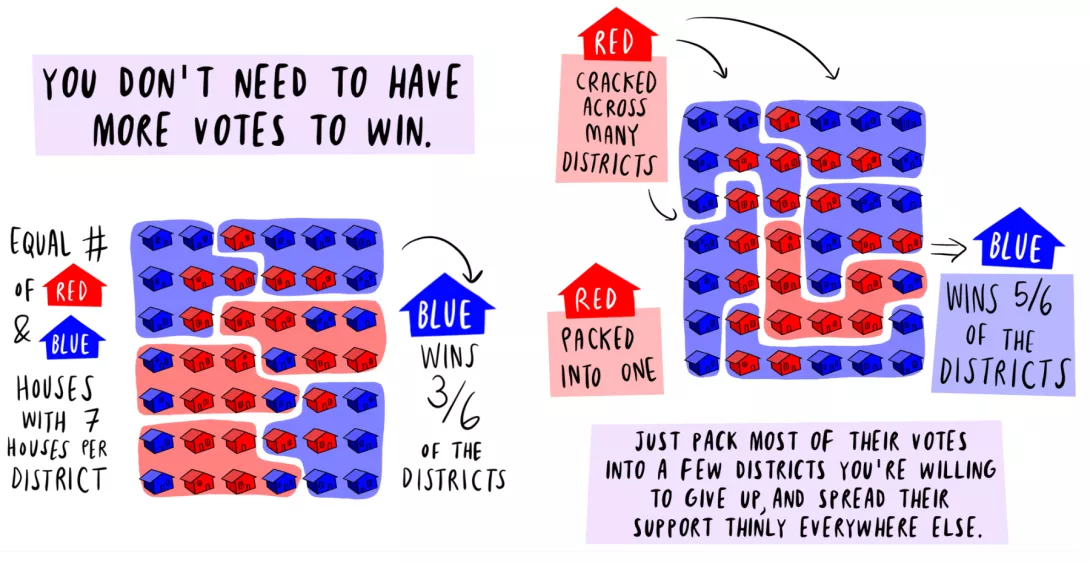 YOU DON'T NEED TO HAVE
MORE VOTES TO WIN.
EQUAL #
OF RED
& BLUE
HOUSES
WITH 7
HOUSES PER
DISTRICT
BLUE
WINS
3/6
OF THE
DISTRICTS
RED
CRACKED
ACROSS
MANY
DISTRICTS
RED
PACKED
INTO ONE
BLUE
WINS 5/6
OF THE
DISTRICTS
JUST PACK MOST OF THEIR VOTES
INTO A FEW DISTRICTS YOU'RE WILLING
TO GIVE UP, AND SPREAD THEIR
SUPPORT THINLY EVERYWHERE ELSE.